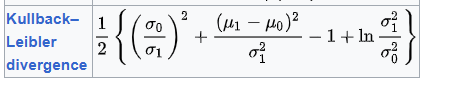 Kullback–
Leibler
divergence
1/2 { (σ₀/σ₁)² + (μ₁ − μ₀)²/σ₁² − 1 + ln σ₁²/σ₀² }